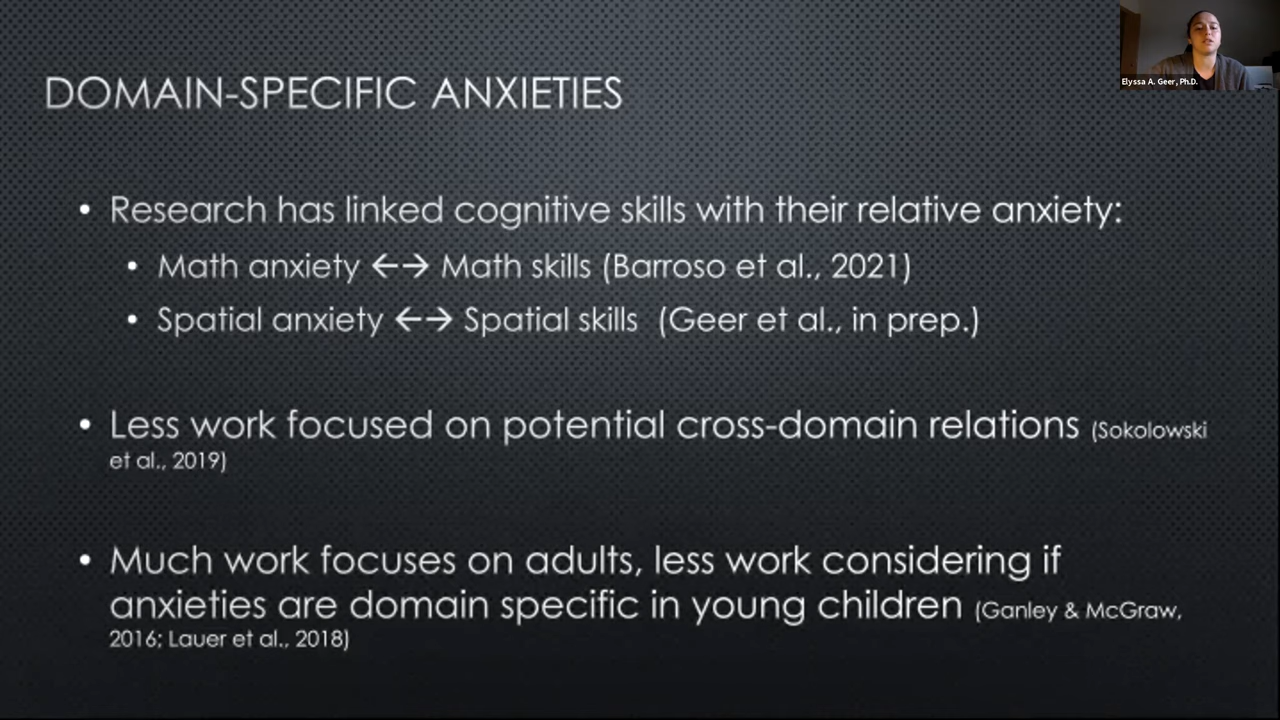 DOMAIN-SPECIFIC ANXIETIES
Elyssa A. Geer, Ph.D.
• Research has linked cognitive skills with their relative anxiety:
• Math anxiety ←→ Math skills (Barroso et al., 2021)
• Spatial anxiety ←→ Spatial skills (Geer et al., in prep.)
• Less work focused on potential cross-domain relations (Sokolowski
et al., 2019)
• Much work focuses on adults, less work considering if
anxieties are domain specific in young children (Ganley & McGraw,
2016; Lauer et al., 2018)